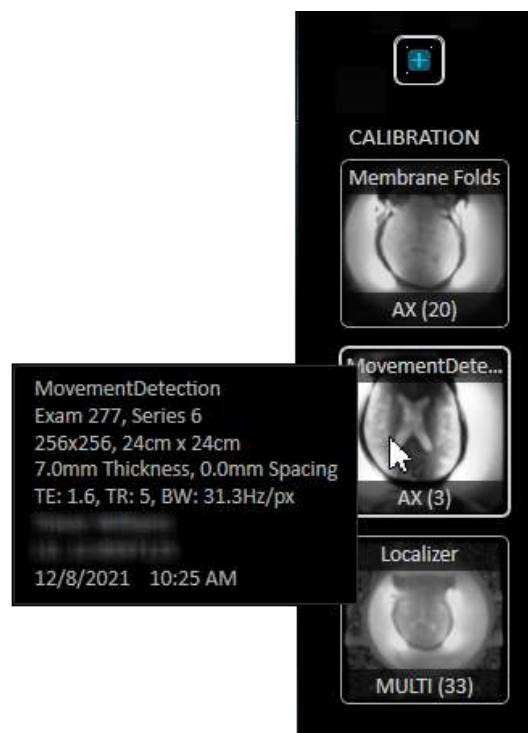 CALIBRATION
Membrane Folds
AX (20)
MovementDete...
AX (3)
MovementDetection
Exam 277, Series 6
256x256, 24cm x 24cm
7.0mm Thickness, 0.0mm Spacing
TE: 1.6, TR: 5, BW: 31.3Hz/px
12/8/2021 10:25 AM
Localizer
MULTI (33)